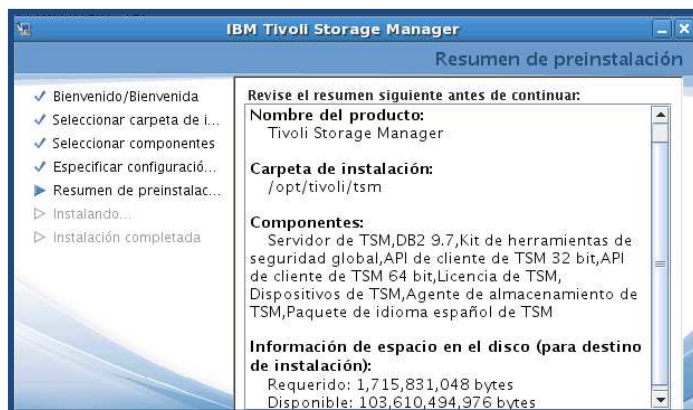 IBM Tivoli Storage Manager
Resumen de preinstalación
Bienvenido/Bienvenida
Seleccionar carpeta de i...
Seleccionar componentes
Especificar configuració...
Resumen de preinstalac...
Instalando...
Instalación completada
Revise el resumen siguiente antes de continuar:
Nombre del producto:
Tivoli Storage Manager
Carpeta de instalación:
/opt/tivoli/tsm
Componentes:
Servidor de TSM,DB2 9.7,Kit de herramientas de
seguridad global,API de cliente de TSM 32 bit,API
de cliente de TSM 64 bit,Licencia de TSM,
Dispositivos de TSM,Agente de almacenamiento de
TSM,Paquete de idioma español de TSM
Información de espacio en el disco (para destino
de instalación):
Requerido: 1,715,831,048 bytes
Disponible: 103,610,494,976 bytes